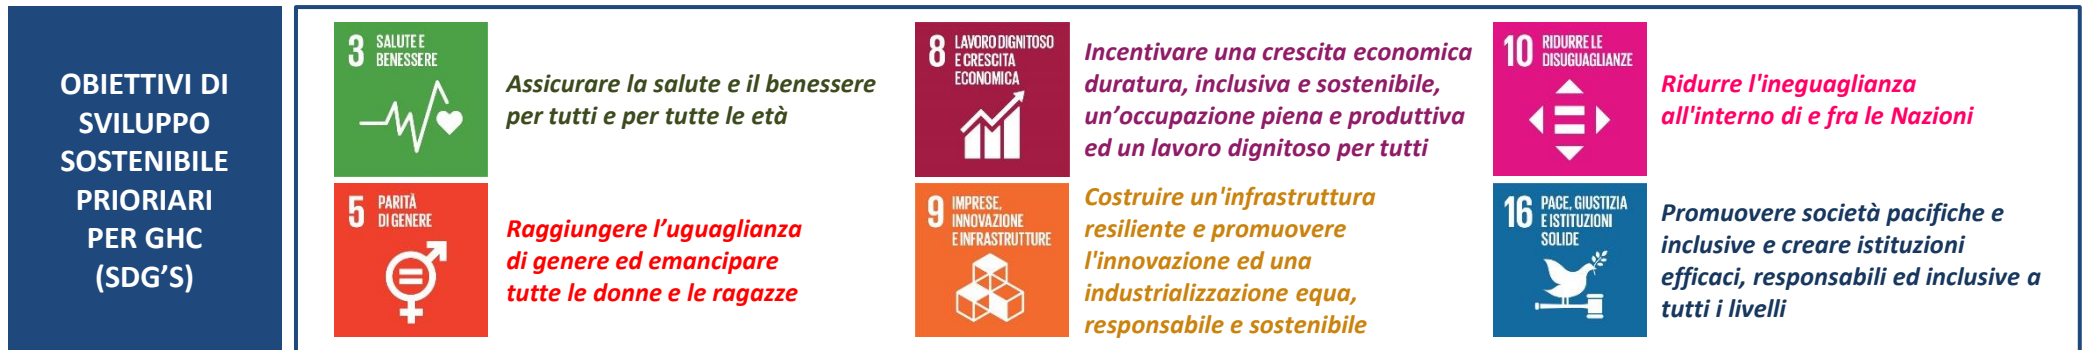 OBIETTIVI DI
SVILUPPO
SOSTENIBILE
PRIORIARI
PER GHC
(SDG’S)
3 SALUTE E
BENESSERE
Assicurare la salute e il benessere
per tutti e per tutte le età
5 PARITÀ
DI GENERE
Raggiungere l’uguaglianza
di genere ed emancipare
tutte le donne e le ragazze
8 LAVORO DIGNITOSO
E CRESCITA
ECONOMICA
Incentivare una crescita economica
duratura, inclusiva e sostenibile,
un’occupazione piena e produttiva
ed un lavoro dignitoso per tutti
9 IMPRESE,
INNOVAZIONE
E INFRASTRUTTURE
Costruire un'infrastruttura
resiliente e promuovere
l'innovazione ed una
industrializzazione equa,
responsabile e sostenibile
10 RIDURRE LE
DISUGUAGLIANZE
Ridurre l'ineguaglianza
all'interno di e fra le Nazioni
16 PACE, GIUSTIZIA
E ISTITUZIONI
SOLIDE
Promuovere società pacifiche e
inclusive e creare istituzioni
efficaci, responsabili ed inclusive a
tutti i livelli